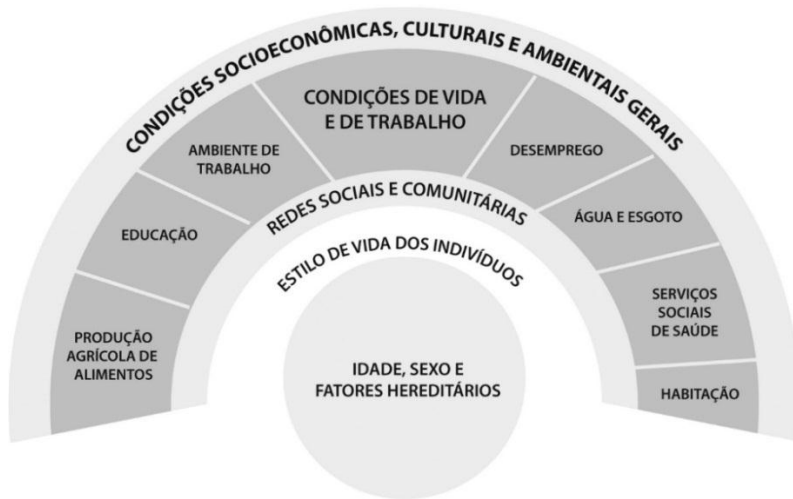 CONDIÇÕES SOCIOECONÔMICAS, CULTURAIS E AMBIENTAIS GERAIS
CONDIÇÕES DE VIDA
E DE TRABALHO
AMBIENTE DE
TRABALHO
DESEMPREGO
EDUCAÇÃO
ÁGUA E ESGOTO
PRODUÇÃO
AGRÍCOLA DE
ALIMENTOS
SERVIÇOS
SOCIAIS
DE SAÚDE
HABITAÇÃO
REDES SOCIAIS E COMUNITÁRIAS
ESTILO DE VIDA DOS INDIVÍDUOS
IDADE, SEXO E
FATORES HEREDITÁRIOS